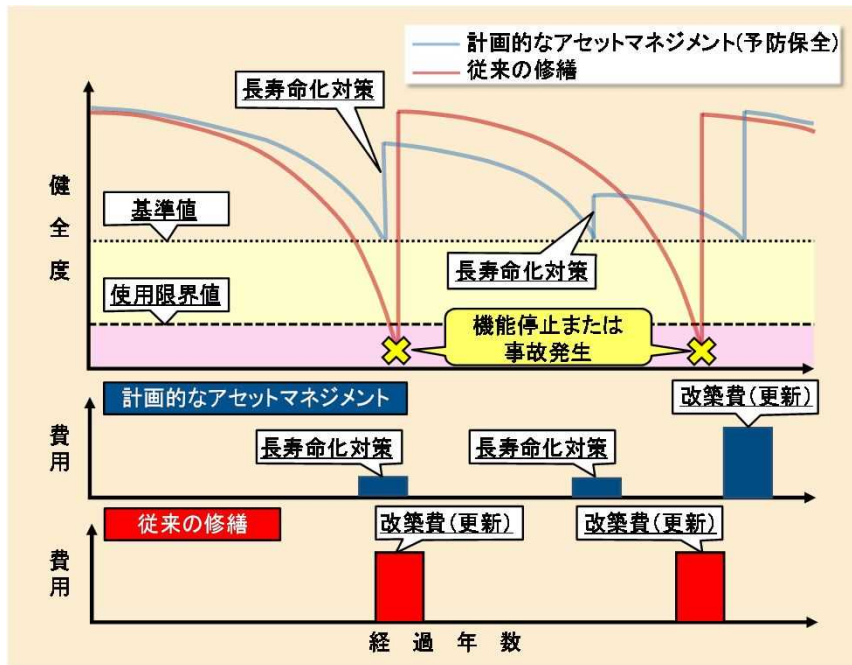 計画的なアセットマネジメント(予防保全)
従来の修繕
長寿命化対策
健全度
基準値
長寿命化対策
使用限界値
機能停止または
事故発生
計画的なアセットマネジメント
改築費(更新)
費用
長寿命化対策
長寿命化対策
従来の修繕
改築費(更新)
改築費(更新)
費用
経過年数